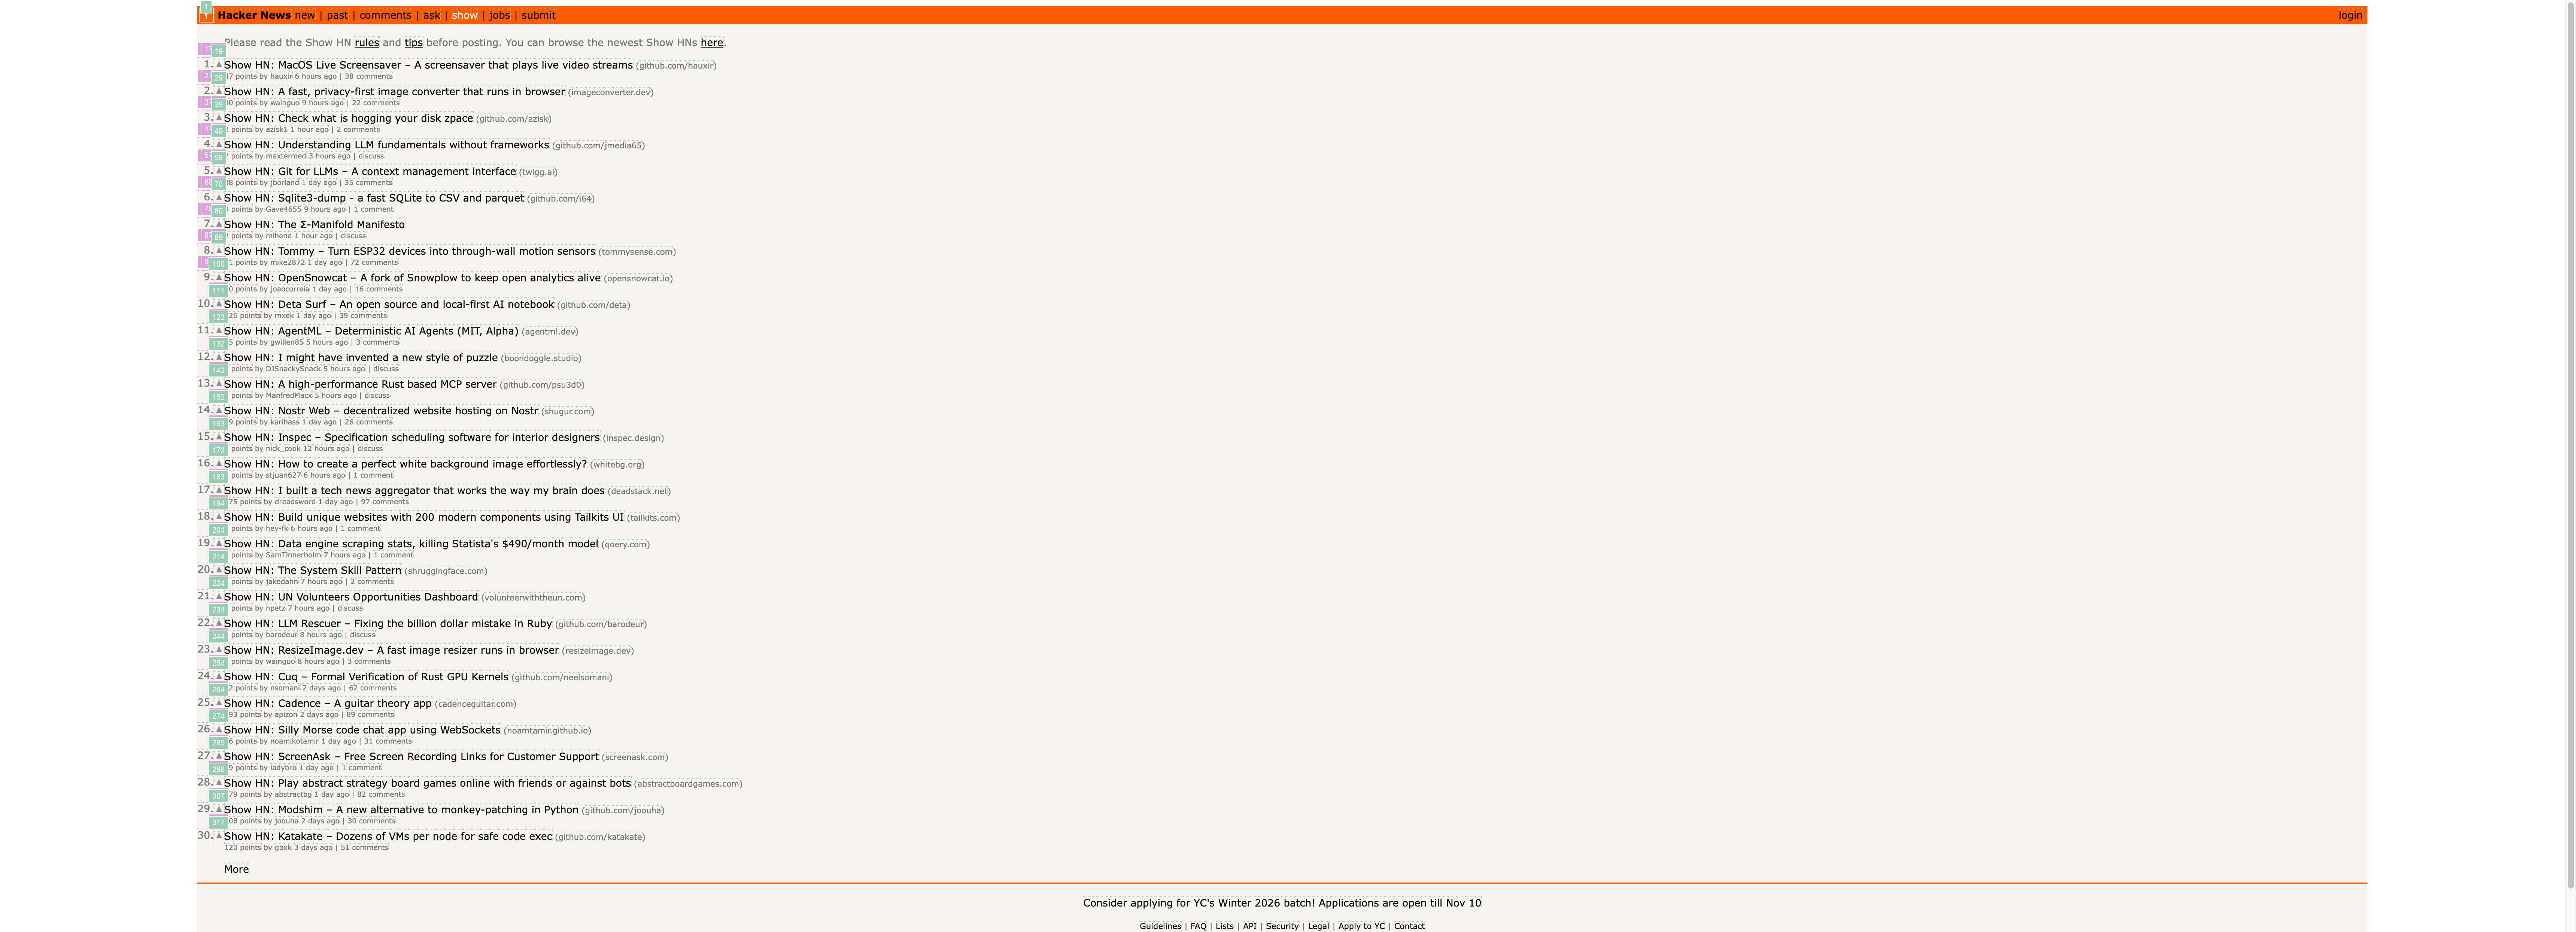 Hacker News new | past | comments | ask | show | jobs | submit login
Please read the Show HN rules and tips before posting. You can browse the newest Show HNs here.
19
1. Show HN: MacOS Live Screensaver – A screensaver that plays live video streams (github.com/hauxir)
29 7 points by hauxir 6 hours ago | 38 comments
2. Show HN: A fast, privacy-first image converter that runs in browser (imageconverter.dev)
39 0 points by wainguo 9 hours ago | 22 comments
3. Show HN: Check what is hogging your disk zpace (github.com/azisk)
49 points by azisk1 1 hour ago | 2 comments
4. Show HN: Understanding LLM fundamentals without frameworks (github.com/jmedia65)
59 points by maxtermed 3 hours ago | discuss
5. Show HN: Git for LLMs – A context management interface (twigg.ai)
70 8 points by jborland 1 day ago | 35 comments
6. Show HN: Sqlite3-dump - a fast SQLite to CSV and parquet (github.com/i64)
80 points by Gave4655 9 hours ago | 1 comment
7. Show HN: The Σ-Manifold Manifesto
89 points by mihend 1 hour ago | discuss
8. Show HN: Tommy – Turn ESP32 devices into through-wall motion sensors (tommysense.com)
100 1 points by mike2872 1 day ago | 72 comments
9. Show HN: OpenSnowcat – A fork of Snowplow to keep open analytics alive (opensnowcat.io)
111 0 points by joaocorreia 1 day ago | 16 comments
10. Show HN: Deta Surf – An open source and local-first AI notebook (github.com/deta)
122 26 points by mxek 1 day ago | 39 comments
11. Show HN: AgentML – Deterministic AI Agents (MIT, Alpha) (agentml.dev)
132 5 points by gwillen85 5 hours ago | 3 comments
12. Show HN: I might have invented a new style of puzzle (boondoggle.studio)
142 points by DJSnackySnack 5 hours ago | discuss
13. Show HN: A high-performance Rust based MCP server (github.com/psu3d0)
152 points by ManfredMacx 5 hours ago | discuss
14. Show HN: Nostr Web – decentralized website hosting on Nostr (shugur.com)
163 9 points by karihass 1 day ago | 26 comments
15. Show HN: Inspec – Specification scheduling software for interior designers (inspec.design)
173 points by nick_cook 12 hours ago | discuss
16. Show HN: How to create a perfect white background image effortlessly? (whitebg.org)
183 points by stjuan627 6 hours ago | 1 comment
17. Show HN: I built a tech news aggregator that works the way my brain does (deadstack.net)
194 75 points by dreadsword 1 day ago | 97 comments
18. Show HN: Build unique websites with 200 modern components using Tailkits UI (tailkits.com)
204 points by hey-fk 6 hours ago | 1 comment
19. Show HN: Data engine scraping stats, killing Statista's $490/month model (qoery.com)
214 points by SamTinnerholm 7 hours ago | 1 comment
20. Show HN: The System Skill Pattern (shruggingface.com)
224 points by jakedahn 7 hours ago | 2 comments
21. Show HN: UN Volunteers Opportunities Dashboard (volunteerwiththeun.com)
234 points by npetz 7 hours ago | discuss
22. Show HN: LLM Rescuer – Fixing the billion dollar mistake in Ruby (github.com/barodeur)
244 points by barodeur 8 hours ago | discuss
23. Show HN: ResizeImage.dev – A fast image resizer runs in browser (resizeimage.dev)
254 points by wainguo 8 hours ago | 3 comments
24. Show HN: Cuq – Formal Verification of Rust GPU Kernels (github.com/neelsomani)
264 2 points by nsomani 2 days ago | 62 comments
25. Show HN: Cadence – A guitar theory app (cadenceguitar.com)
274 93 points by apizon 2 days ago | 89 comments
26. Show HN: Silly Morse code chat app using WebSockets (noamtamir.github.io)
285 6 points by noamikotamir 1 day ago | 31 comments
27. Show HN: ScreenAsk – Free Screen Recording Links for Customer Support (screenask.com)
296 9 points by ladybro 1 day ago | 1 comment
28. Show HN: Play abstract strategy board games online with friends or against bots (abstractboardgames.com)
307 79 points by abstractbg 1 day ago | 82 comments
29. Show HN: Modshim – A new alternative to monkey-patching in Python (github.com/joouha)
317 08 points by joouha 2 days ago | 30 comments
30. Show HN: Katakate – Dozens of VMs per node for safe code exec (github.com/katakate)
120 points by gbxk 3 days ago | 51 comments
More
Consider applying for YC's Winter 2026 batch! Applications are open till Nov 10
Guidelines | FAQ | Lists | API | Security | Legal | Apply to YC | Contact